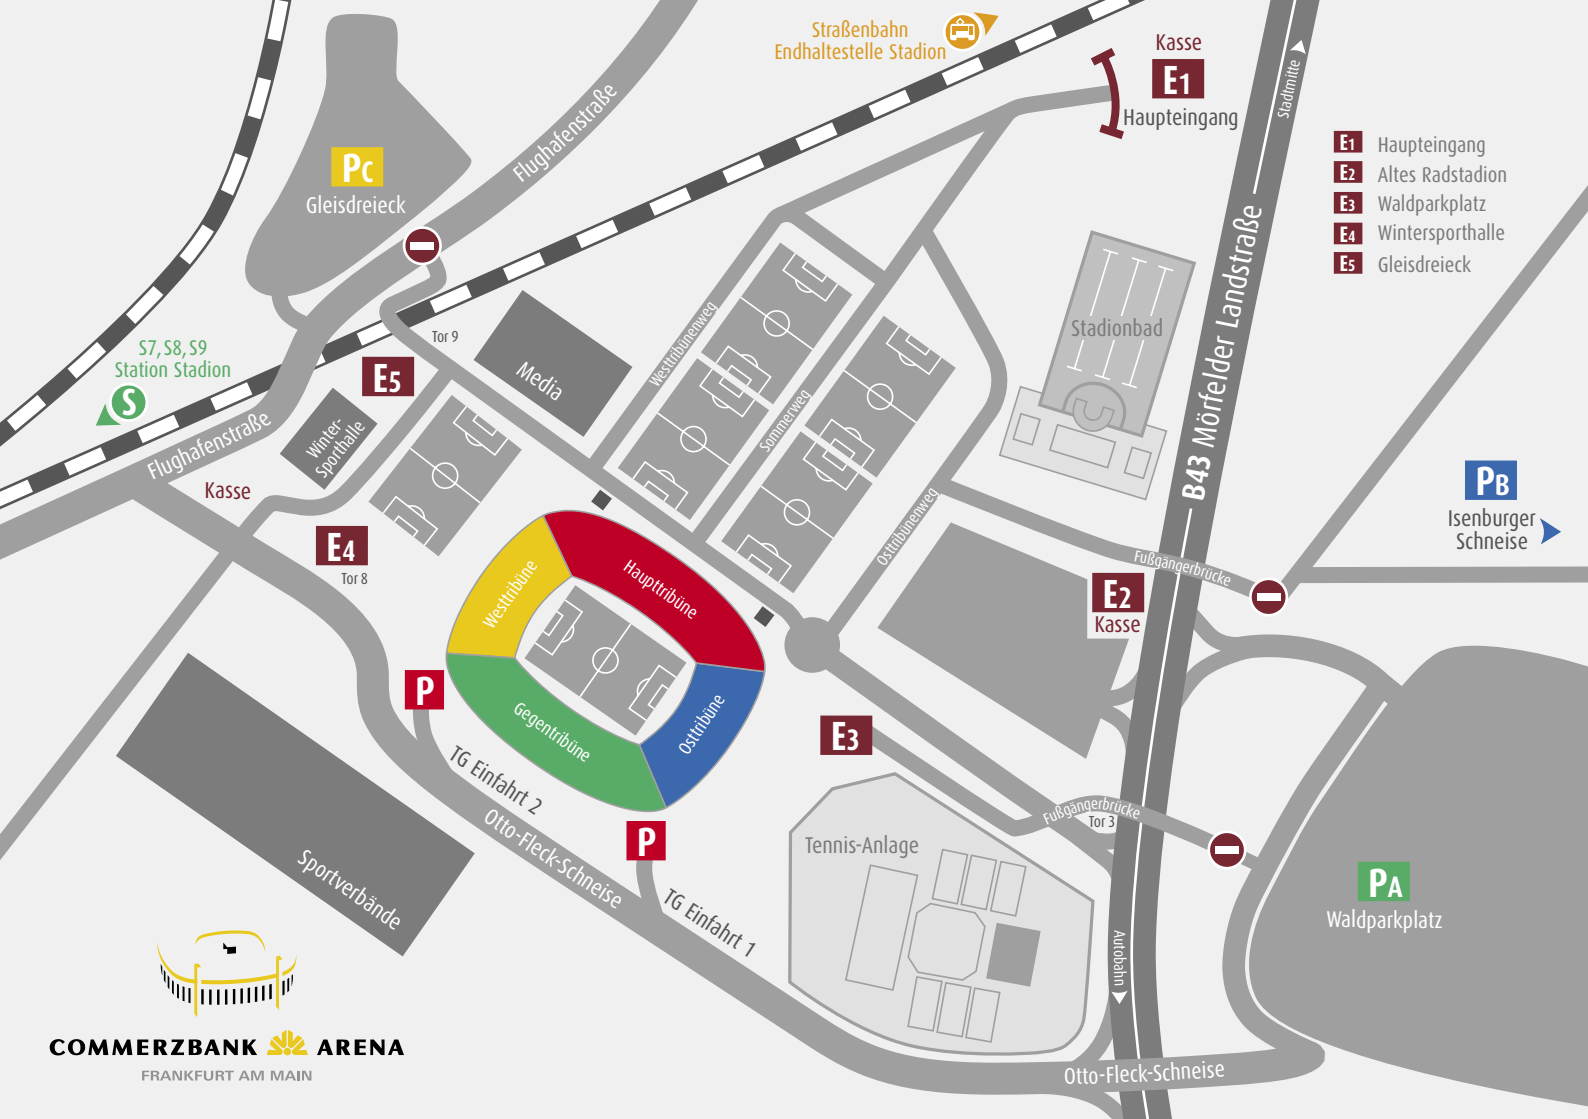 Straßenbahn
Endhaltestelle Stadion
Kasse
E1
Haupteingang
Stadtmitte
E1 Haupteingang
E2 Altes Radstadion
E3 Waldparkplatz
E4 Wintersporthalle
E5 Gleisdreieck
PC
Gleisdreieck
Flughafenstraße
S7, S8, S9
Station Stadion
S
Tor 9
E5
Media
Westtribünenweg
Sommerweg
Osttribünenweg
Stadionbad
B43 Mörfelder Landstraße
PB
Isenburger
Schneise
Flughafenstraße
Winter-
Sporthalle
Kasse
E4
Tor 8
Westtribüne
Haupttribüne
Gegentribüne
Osttribüne
Fußgängerbrücke
E2
Kasse
P
TG Einfahrt 2
E3
Otto-Fleck-Schneise
P
TG Einfahrt 1
Fußgängerbrücke
Tor 3
Tennis-Anlage
PA
Waldparkplatz
Sportverbände
Autobahn
Otto-Fleck-Schneise
COMMERZBANK ARENA
FRANKFURT AM MAIN